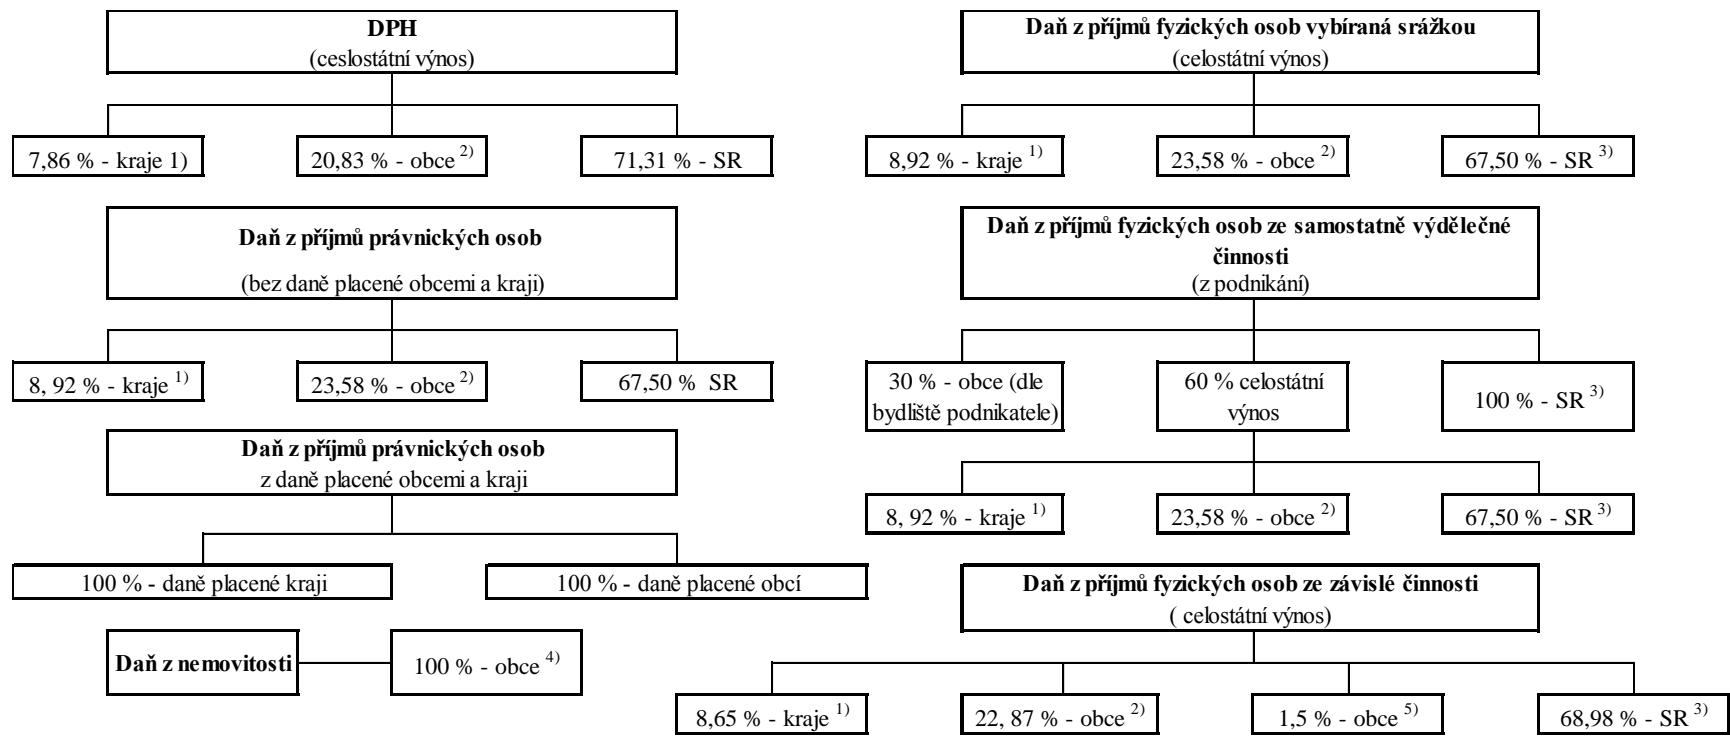 DPH
(ceslostátní výnos)
7,86 % - kraje 1)
20,83 % - obce 2)
71,31 % - SR
Daň z příjmů právnických osob
(bez daně placené obcemi a kraji)
8, 92 % - kraje 1)
23,58 % - obce 2)
67,50 % SR
Daň z příjmů právnických osob
z daně placené obcemi a kraji
100 % - daně placené kraji
100 % - daně placené obcí
Daň z nemovitosti
100 % - obce 4)
Daň z příjmů fyzických osob vybíraná srážkou
(celostátní výnos)
8,92 % - kraje 1)
23,58 % - obce 2)
67,50 % - SR 3)
Daň z příjmů fyzických osob ze samostatně výdělečné
činnosti
(z podnikání)
30 % - obce (dle
bydliště podnikatele)
60 % celostátní
výnos
100 % - SR 3)
8, 92 % - kraje 1)
23,58 % - obce 2)
67,50 % - SR 3)
Daň z příjmů fyzických osob ze závislé činnosti
( celostátní výnos)
8,65 % - kraje 1)
22, 87 % - obce 2)
1,5 % - obce 5)
68,98 % - SR 3)